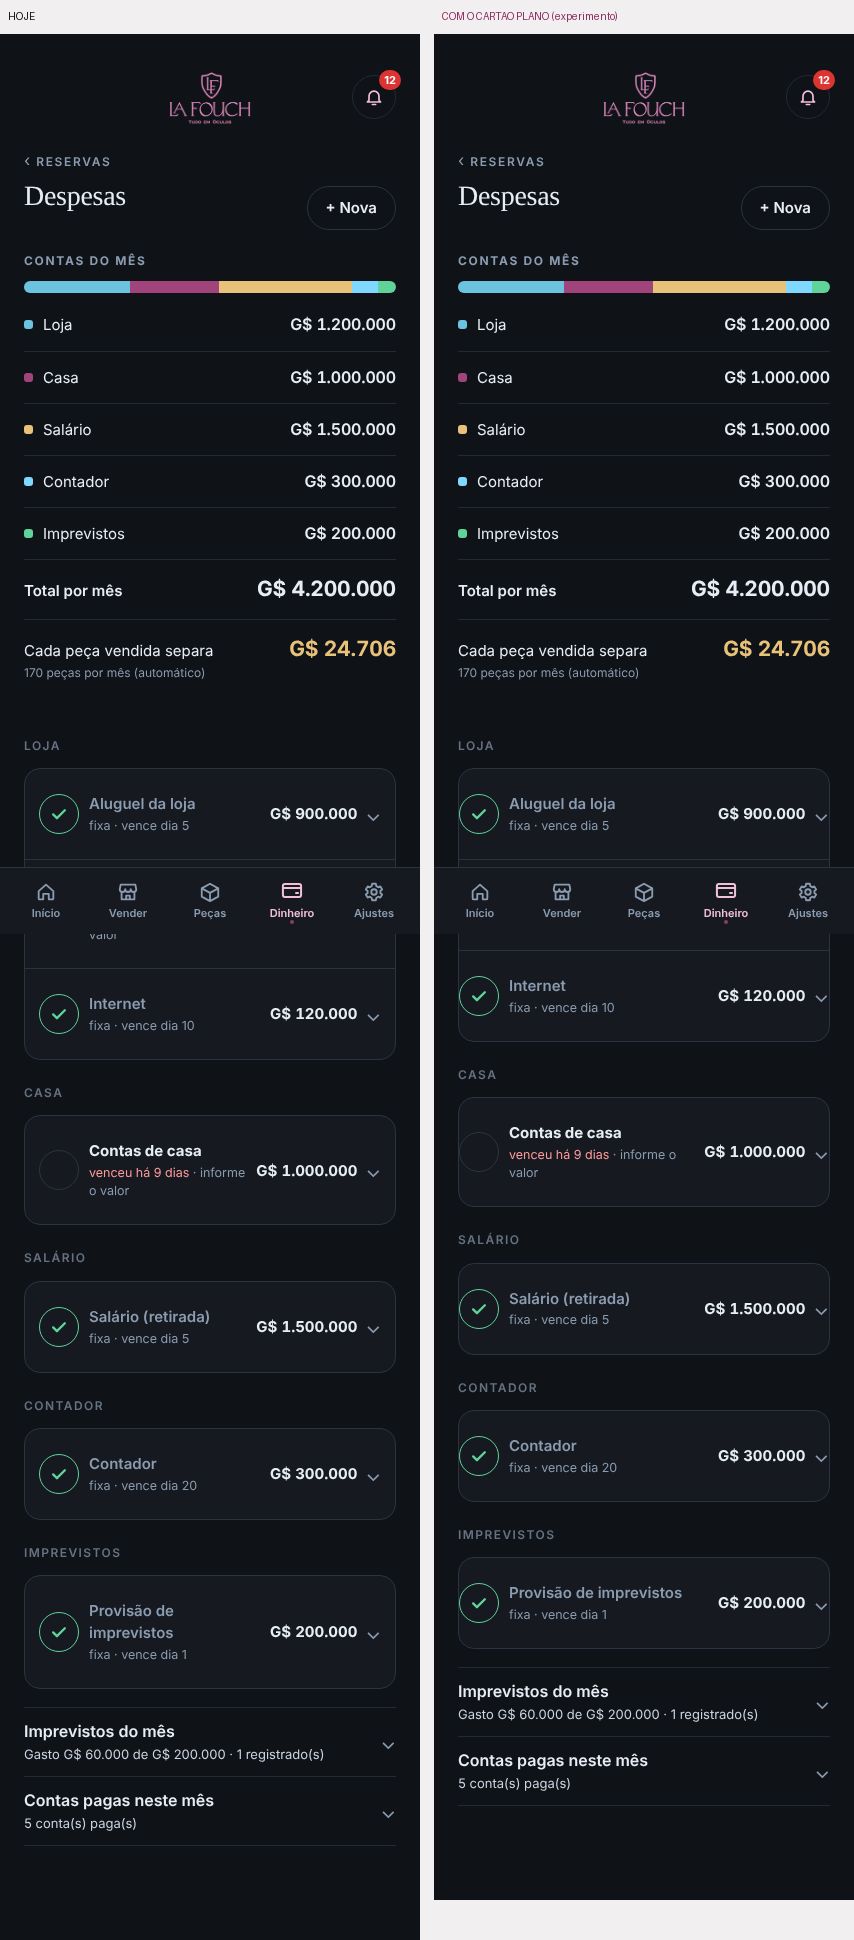 HOJE
LF
LA FOUCH
Tudo em Óculos
12
‹ RESERVAS
Despesas
+ Nova
CONTAS DO MÊS
Loja G$ 1.200.000
Casa G$ 1.000.000
Salário G$ 1.500.000
Contador G$ 300.000
Imprevistos G$ 200.000
Total por mês G$ 4.200.000
Cada peça vendida separa G$ 24.706
170 peças por mês (automático)
LOJA
Aluguel da loja
fixa · vence dia 5
G$ 900.000
Início Vender Peças Dinheiro Ajustes
valor
Internet
fixa · vence dia 10
G$ 120.000
CASA
Contas de casa
venceu há 9 dias · informe
o valor
G$ 1.000.000
SALÁRIO
Salário (retirada)
fixa · vence dia 5
G$ 1.500.000
CONTADOR
Contador
fixa · vence dia 20
G$ 300.000
IMPREVISTOS
Provisão de
imprevistos
fixa · vence dia 1
G$ 200.000
Imprevistos do mês
Gasto G$ 60.000 de G$ 200.000 · 1 registrado(s)
Contas pagas neste mês
5 conta(s) paga(s)
COM O CARTAO PLANO (experimento)
LF
LA FOUCH
Tudo em Óculos
12
‹ RESERVAS
Despesas
+ Nova
CONTAS DO MÊS
Loja G$ 1.200.000
Casa G$ 1.000.000
Salário G$ 1.500.000
Contador G$ 300.000
Imprevistos G$ 200.000
Total por mês G$ 4.200.000
Cada peça vendida separa G$ 24.706
170 peças por mês (automático)
LOJA
Aluguel da loja
fixa · vence dia 5
G$ 900.000
Início Vender Peças Dinheiro Ajustes
Internet
fixa · vence dia 10
G$ 120.000
CASA
Contas de casa
venceu há 9 dias · informe o
valor
G$ 1.000.000
SALÁRIO
Salário (retirada)
fixa · vence dia 5
G$ 1.500.000
CONTADOR
Contador
fixa · vence dia 20
G$ 300.000
IMPREVISTOS
Provisão de imprevistos
fixa · vence dia 1
G$ 200.000
Imprevistos do mês
Gasto G$ 60.000 de G$ 200.000 · 1 registrado(s)
Contas pagas neste mês
5 conta(s) paga(s)